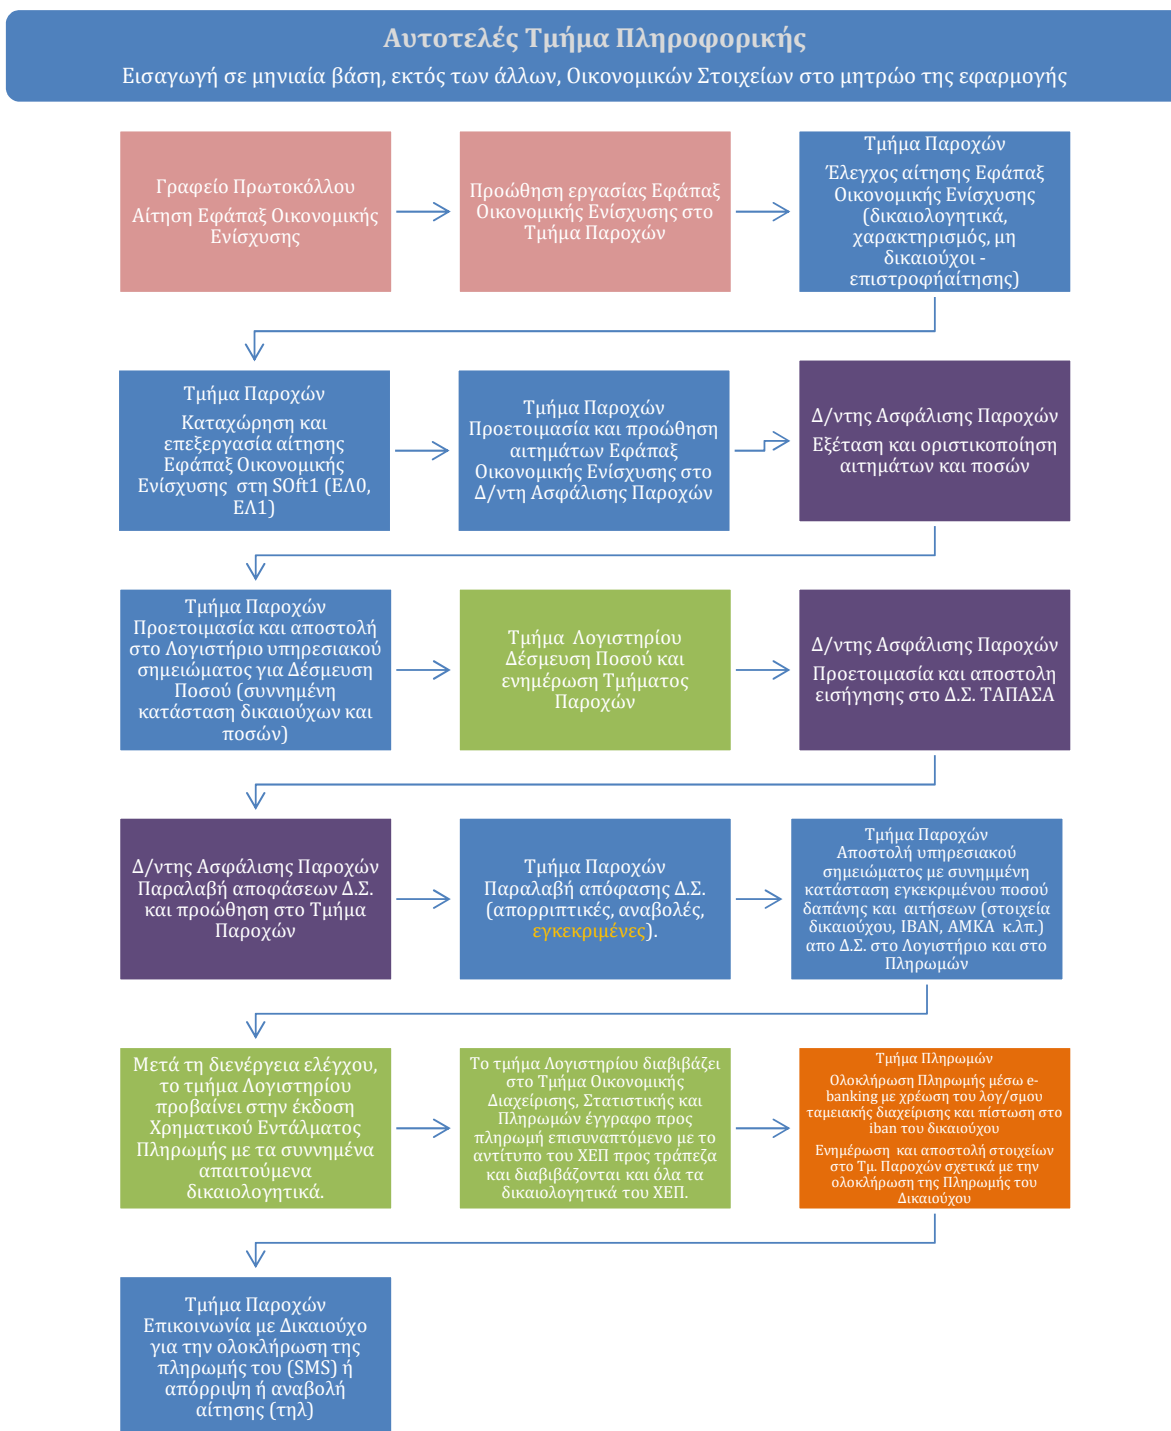 Αυτοτελές Τμήμα Πληροφορικής
Εισαγωγή σε μηνιαία βάση, εκτός των άλλων, Οικονομικών Στοιχείων στο μητρώο της εφαρμογής
Γραφείο Πρωτοκόλλου
Αίτηση Εφάπαξ Οικονομικής
Ενίσχυσης
Προώθηση εργασίας Εφάπαξ
Οικονομικής Ενίσχυσης στο
Τμήμα Παροχών
Τμήμα Παροχών
Έλεγχος αίτησης Εφάπαξ
Οικονομικής Ενίσχυσης
(δικαιολογητικά,
χαρακτηρισμός, μη
δικαιούχοι -
επιστροφήαίτησης)
Τμήμα Παροχών
Καταχώρηση και
επεξεργασία αίτησης
Εφάπαξ Οικονομικής
Ενίσχυσης στη SOft1 (ΕΛ0,
ΕΛ1)
Τμήμα Παροχών
Προετοιμασία και προώθηση
αιτημάτων Εφάπαξ
Οικονομικής Ενίσχυσης στο
Δ/ντη Ασφάλισης Παροχών
Δ/ντης Ασφάλισης Παροχών
Εξέταση και οριστικοποίηση
αιτημάτων και ποσών
Τμήμα Παροχών
Προετοιμασία και αποστολή
στο Λογιστήριο υπηρεσιακού
σημειώματος για Δέσμευση
Ποσού (συννημένη
κατάσταση δικαιούχων και
ποσών)
Τμήμα Λογιστηρίου
Δέσμευση Ποσού και
ενημέρωση Τμήματος
Παροχών
Δ/ντης Ασφάλισης Παροχών
Προετοιμασία και αποστολη
εισήγησης στο Δ.Σ. ΤΑΠΑΣΑ
Δ/ντης Ασφάλισης Παροχών
Παραλαβή αποφάσεων Δ.Σ.
και προώθηση στο Τμήμα
Παροχών
Τμήμα Παροχών
Παραλαβή απόφασης Δ.Σ.
(απορριπτικές, αναβολές,
εγκεκριμένες).
Τμήμα Παροχών
Αποστολή υπηρεσιακού
σημειώματος με συνημμένη
κατάσταση εγκεκριμένου ποσού
δαπάνης και αιτήσεων (στοιχεία
δικαιούχου, IBAN, ΑΜΚΑ κ.λπ.)
απο Δ.Σ. στο Λογιστήριο και στο
Πληρωμών
Μετά τη διενέργεια ελέγχου,
το τμήμα Λογιστηρίου
προβαίνει στην έκδοση
Χρηματικού Εντάλματος
Πληρωμής με τα συννημένα
απαιτούμενα
δικαιολογητικά.
Το τμήμα Λογιστηρίου διαβιβάζει
στο Τμήμα Οικονομικής
Διαχείρισης, Στατιστικής και
Πληρωμών έγγραφο προς
πληρωμή επισυναπτόμενο με το
αντίτυπο του ΧΕΠ προς τράπεζα
και διαβιβάζονται και όλα τα
δικαιολογητικά του ΧΕΠ.
Τμήμα Πληρωμών
Ολοκλήρωση Πληρωμής μέσω e-
banking με χρέωση του λογ/σμου
ταμειακής διαχείρισης και πίστωση στο
iban του δικαιούχου
Ενημέρωση και αποστολή στοιχείων
στο Τμ. Παροχών σχετικά με την
ολοκλήρωση της Πληρωμής του
Δικαιούχου
Τμήμα Παροχών
Επικοινωνία με Δικαιούχο
για την ολοκλήρωση της
πληρωμής του (SMS) ή
απόρριψη ή αναβολή
αίτησης (τηλ)